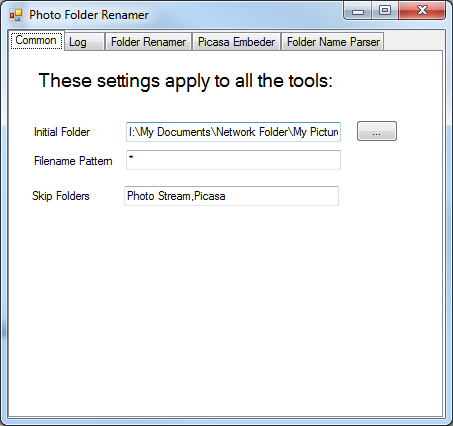 Photo Folder Renamer
Common Log Folder Renamer Picasa Embeder Folder Name Parser
These settings apply to all the tools:
Initial Folder I:\My Documents\Network Folder\My Pictur ...
Filename Pattern *
Skip Folders Photo Stream,Picasa